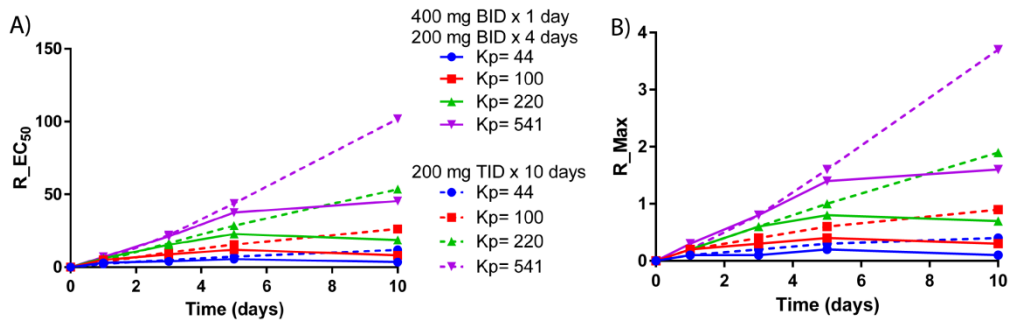 A)
R_EC50
150
100
50
0
0 2 4 6 8 10
Time (days)
400 mg BID x 1 day
200 mg BID x 4 days
Kp= 44
Kp= 100
Kp= 220
Kp= 541
200 mg TID x 10 days
Kp= 44
Kp= 100
Kp= 220
Kp= 541
B)
R_Max
4
3
2
1
0
0 2 4 6 8 10
Time (days)